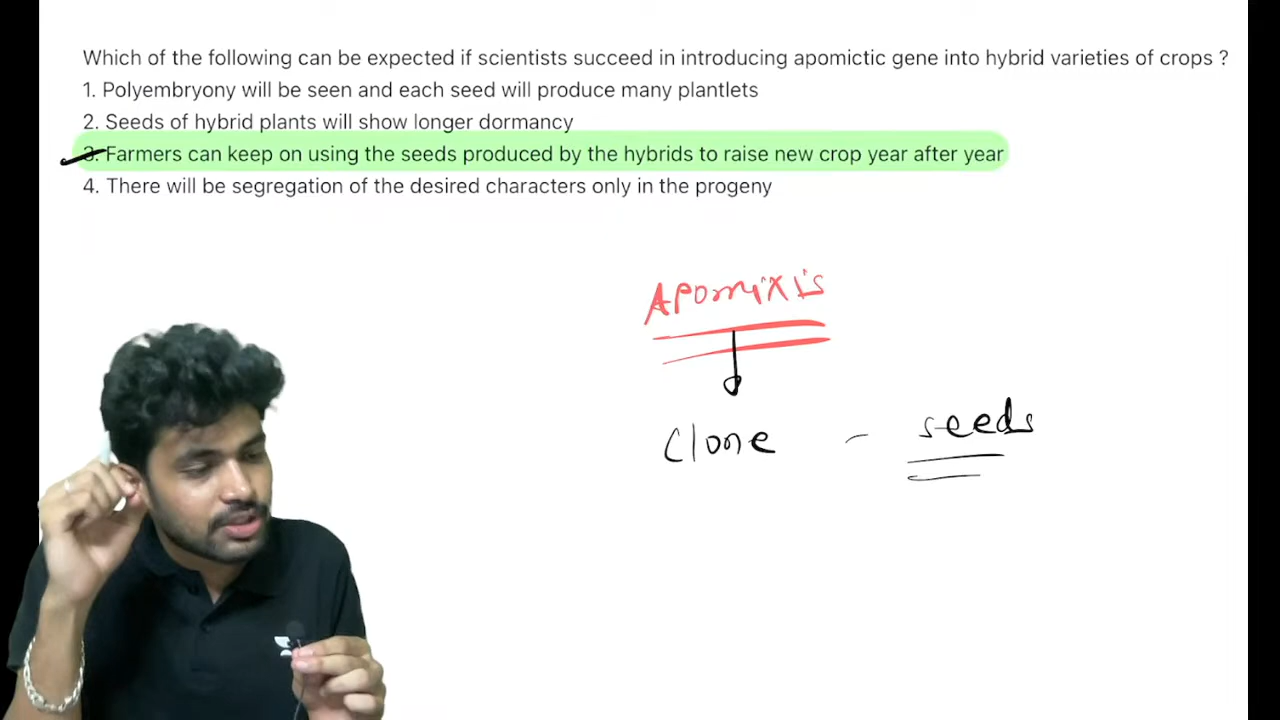 Which of the following can be expected if scientists succeed in introducing apomictic gene into hybrid varieties of crops ?
1. Polyembryony will be seen and each seed will produce many plantlets
2. Seeds of hybrid plants will show longer dormancy
3. Farmers can keep on using the seeds produced by the hybrids to raise new crop year after year
4. There will be segregation of the desired characters only in the progeny
APOMIXIS
Clone - seeds